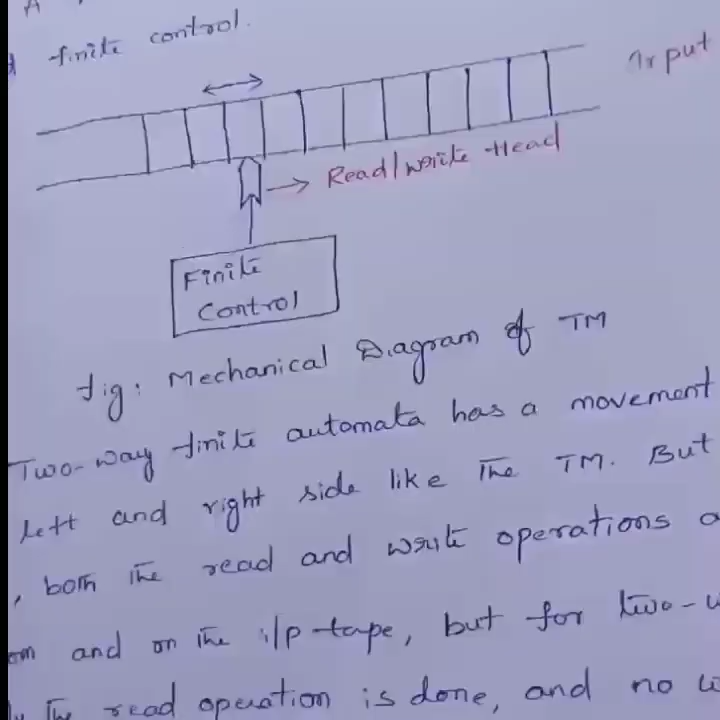 finite control.
Input
Read/write Head
Finite
Control
fig: Mechanical Diagram of TM
Two-way finite automata has a movement
left and right side like the TM. But
, both the read and write operations
and on the i/p tape, but for two-
the read operation is done, and no